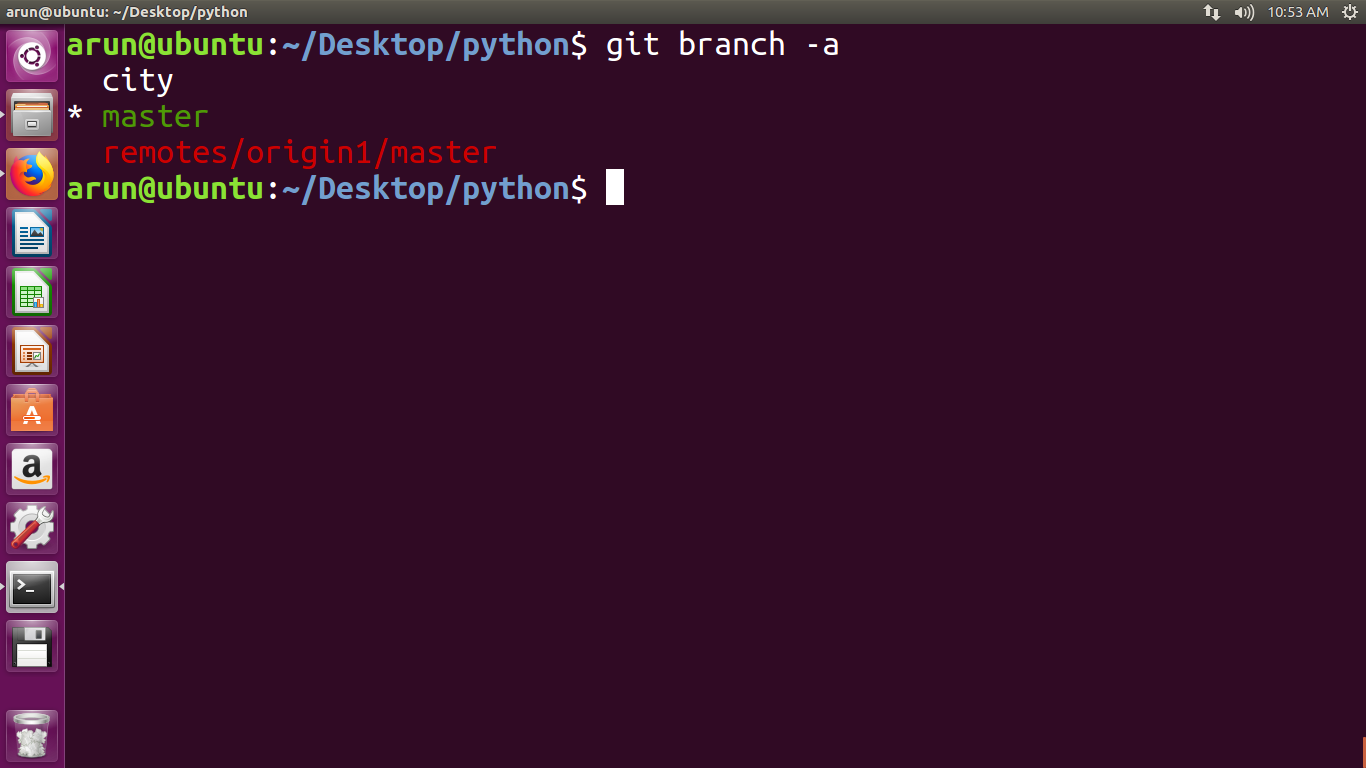 arun@ubuntu: ~/Desktop/python
10:53 AM
arun@ubuntu:~/Desktop/python$ git branch -a
  city
* master
  remotes/origin1/master
arun@ubuntu:~/Desktop/python$